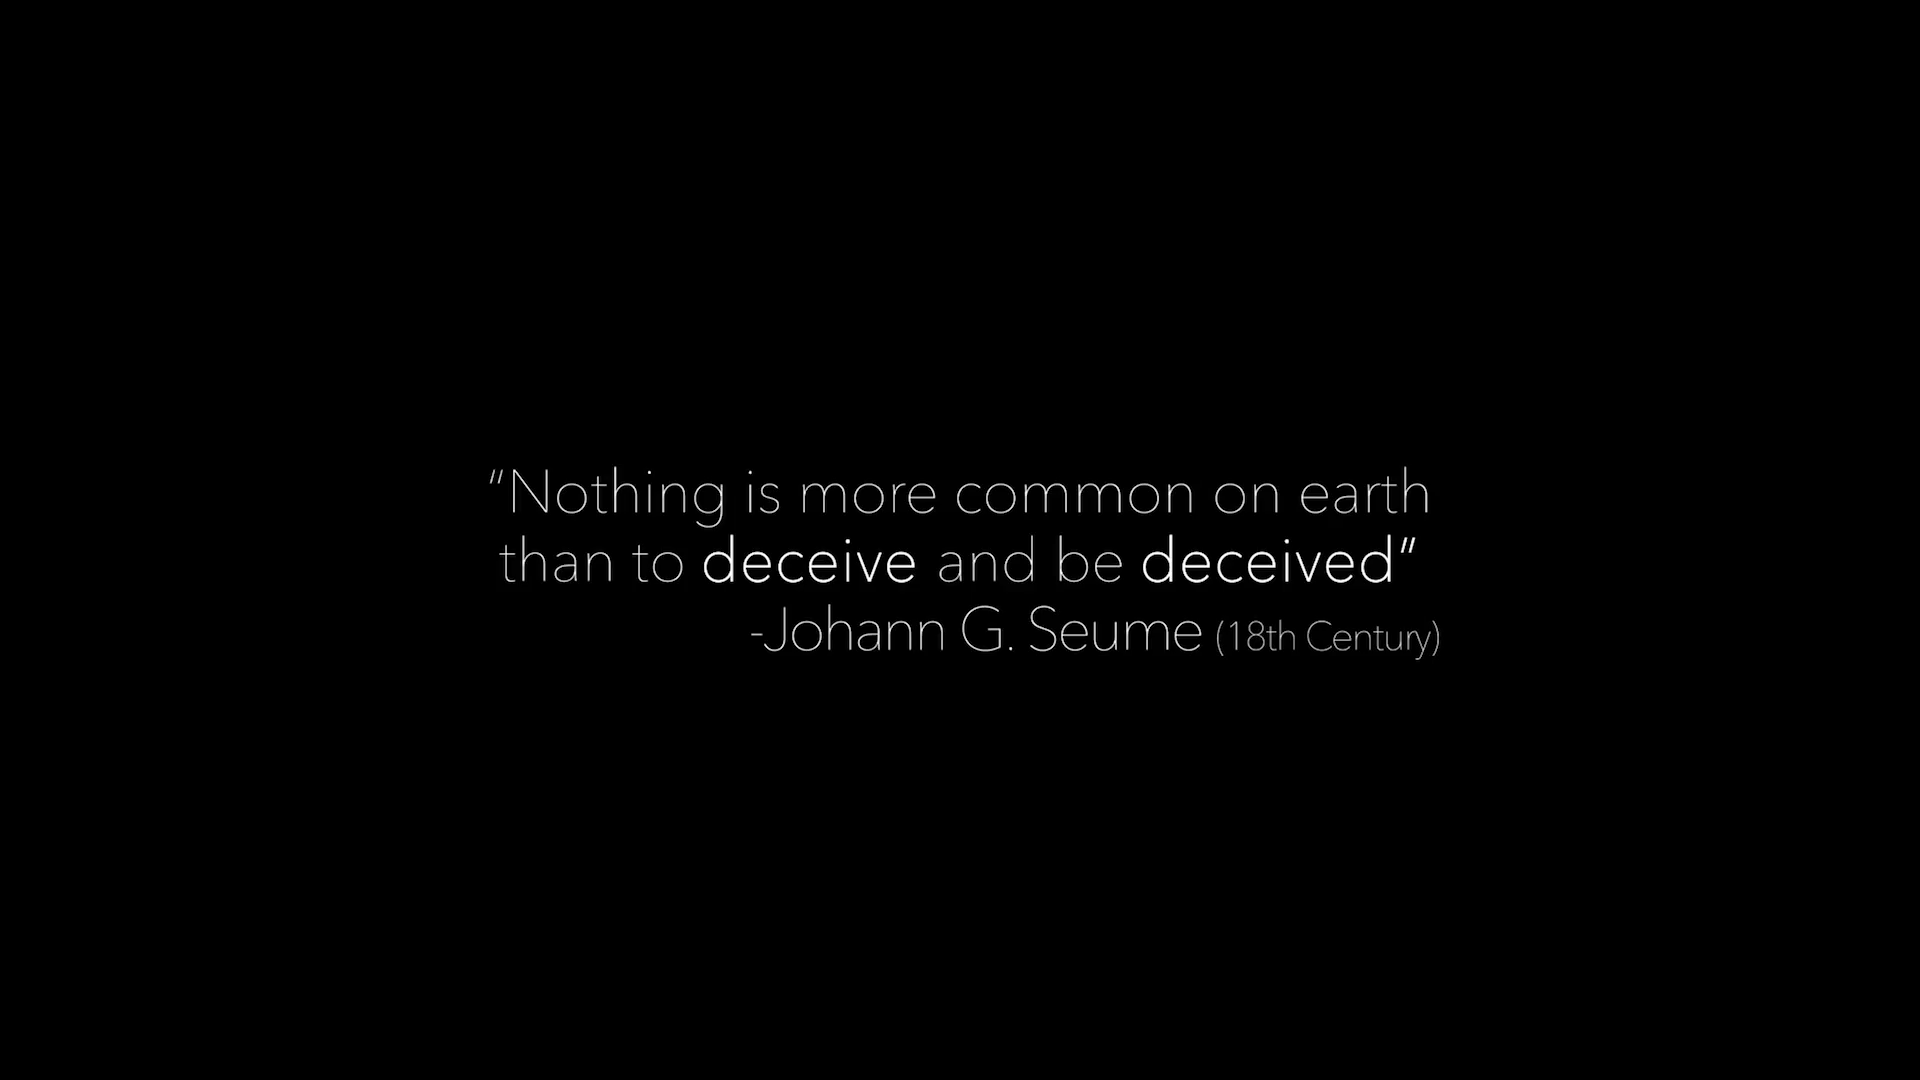 "Nothing is more common on earth
than to deceive and be deceived"
-Johann G. Seume (18th Century)